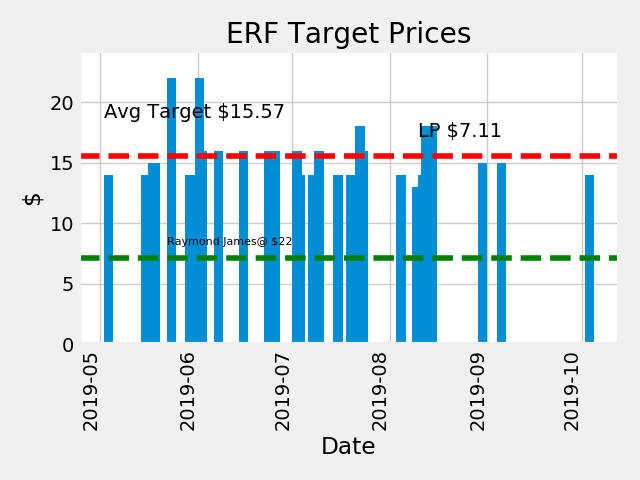 ERF Target Prices
Avg Target $15.57
LP $7.11
Raymond James@ $22
$
20
15
10
5
0
2019-05
2019-06
2019-07
2019-08
2019-09
2019-10
Date